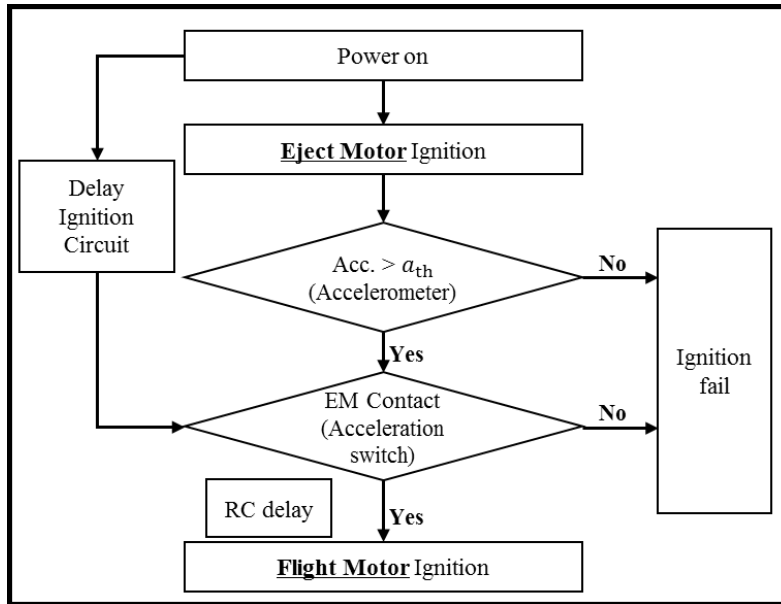 Power on
Eject Motor Ignition
Delay
Ignition
Circuit
Acc. > aₜₕ
(Accelerometer)
No
Yes
Ignition
fail
EM Contact
(Acceleration
switch)
No
RC delay
Yes
Flight Motor Ignition